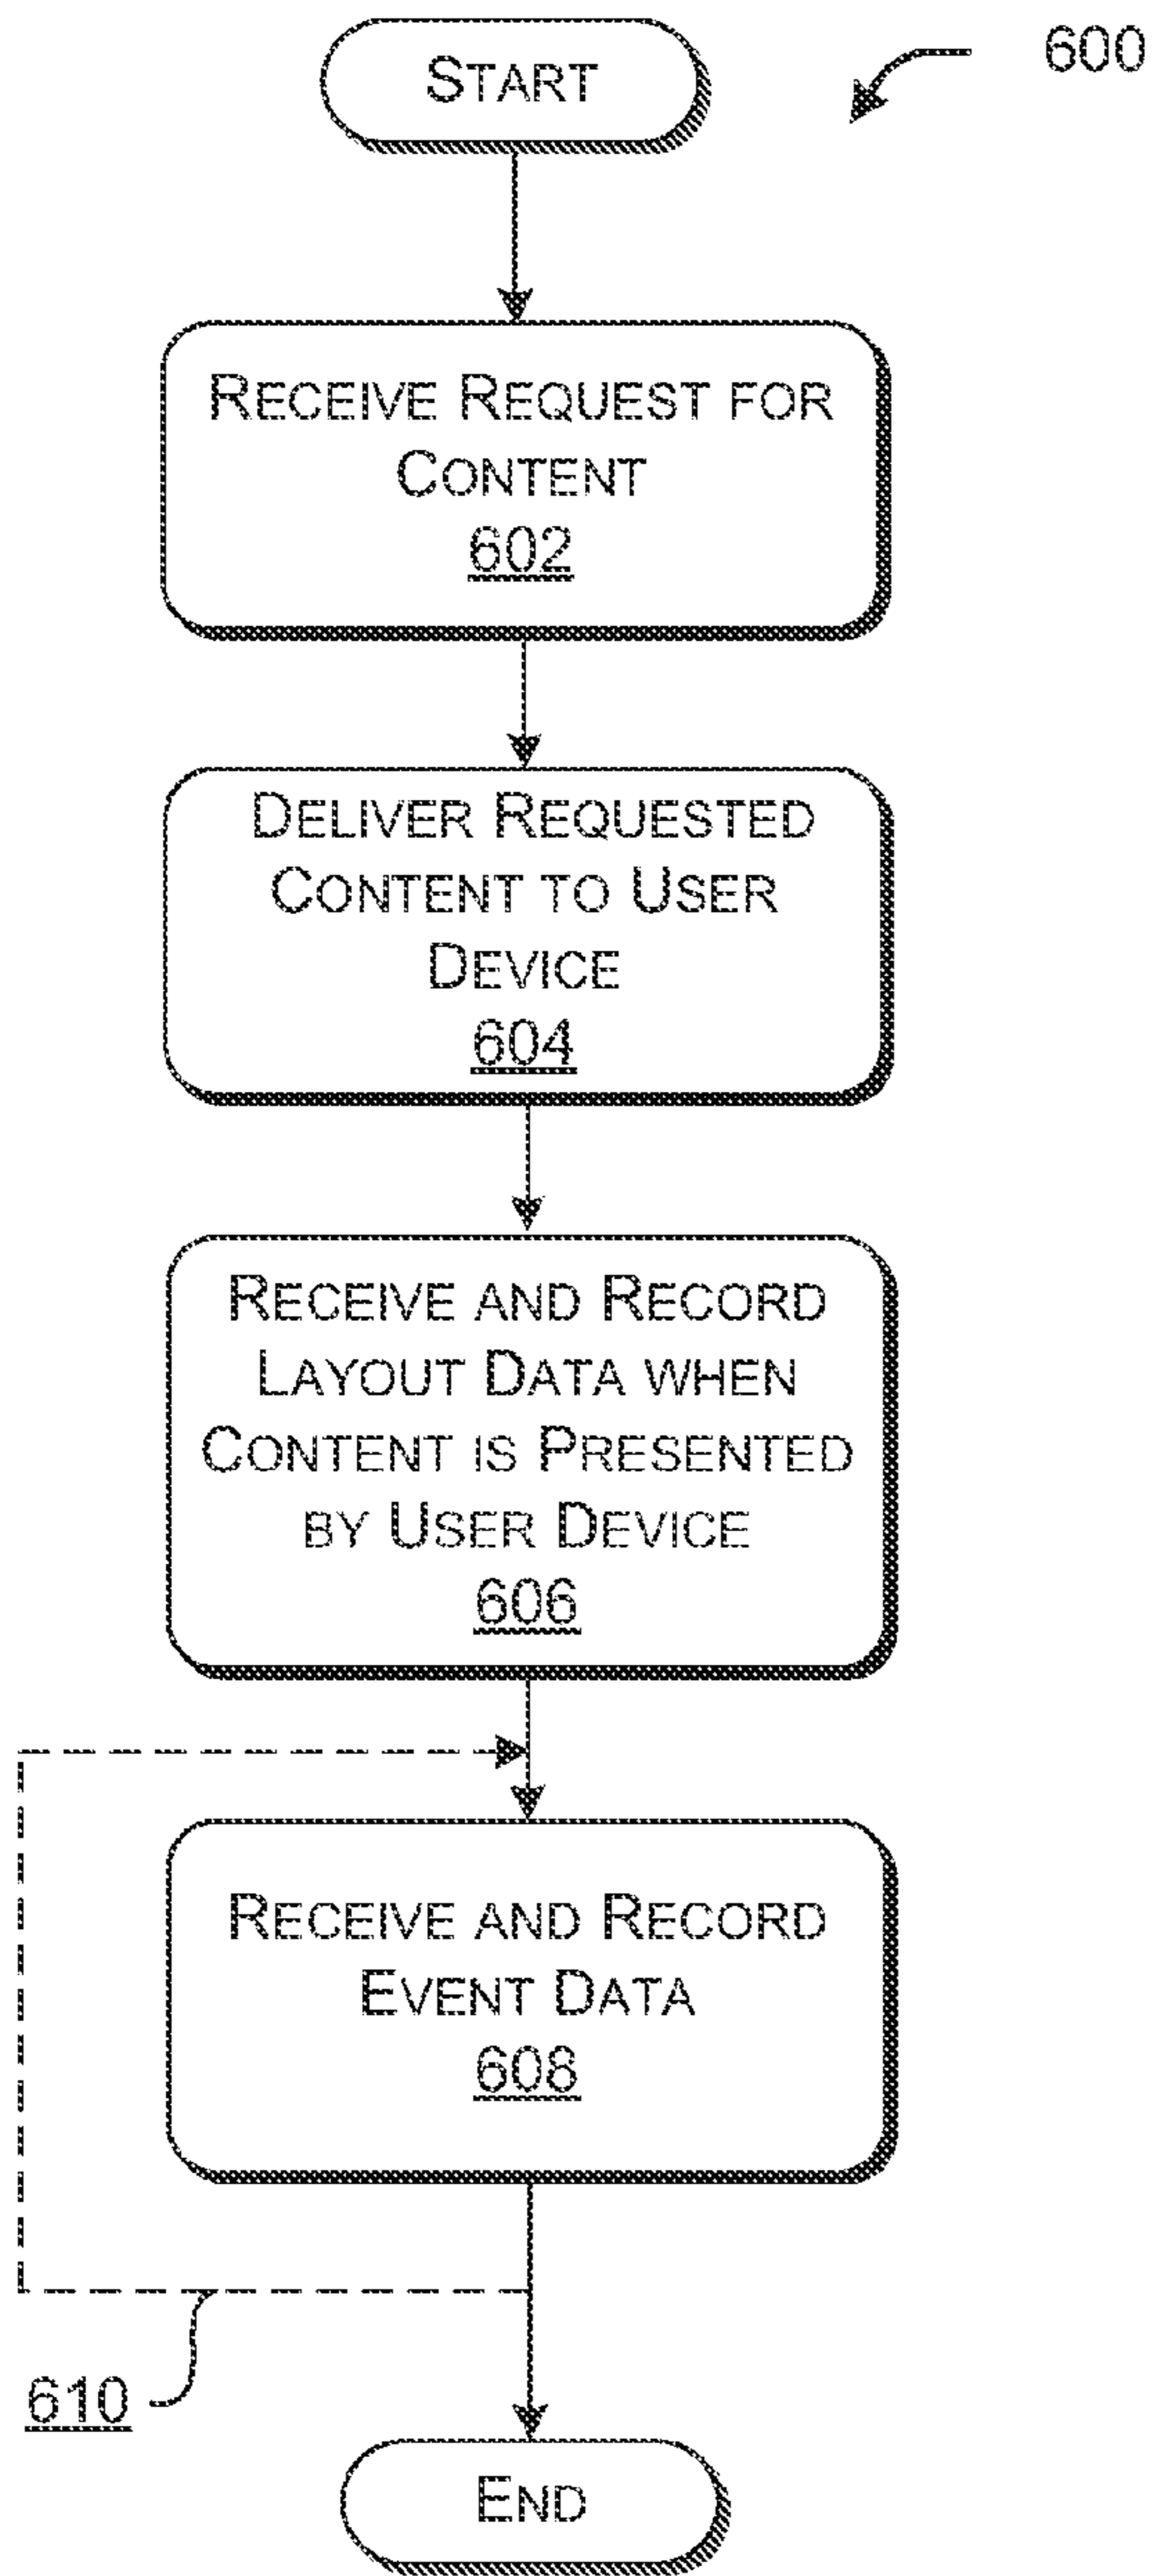 START
600
RECEIVE REQUEST FOR
CONTENT
602
DELIVER REQUESTED
CONTENT TO USER
DEVICE
604
RECEIVE AND RECORD
LAYOUT DATA WHEN
CONTENT IS PRESENTED
BY USER DEVICE
606
RECEIVE AND RECORD
EVENT DATA
608
610
END